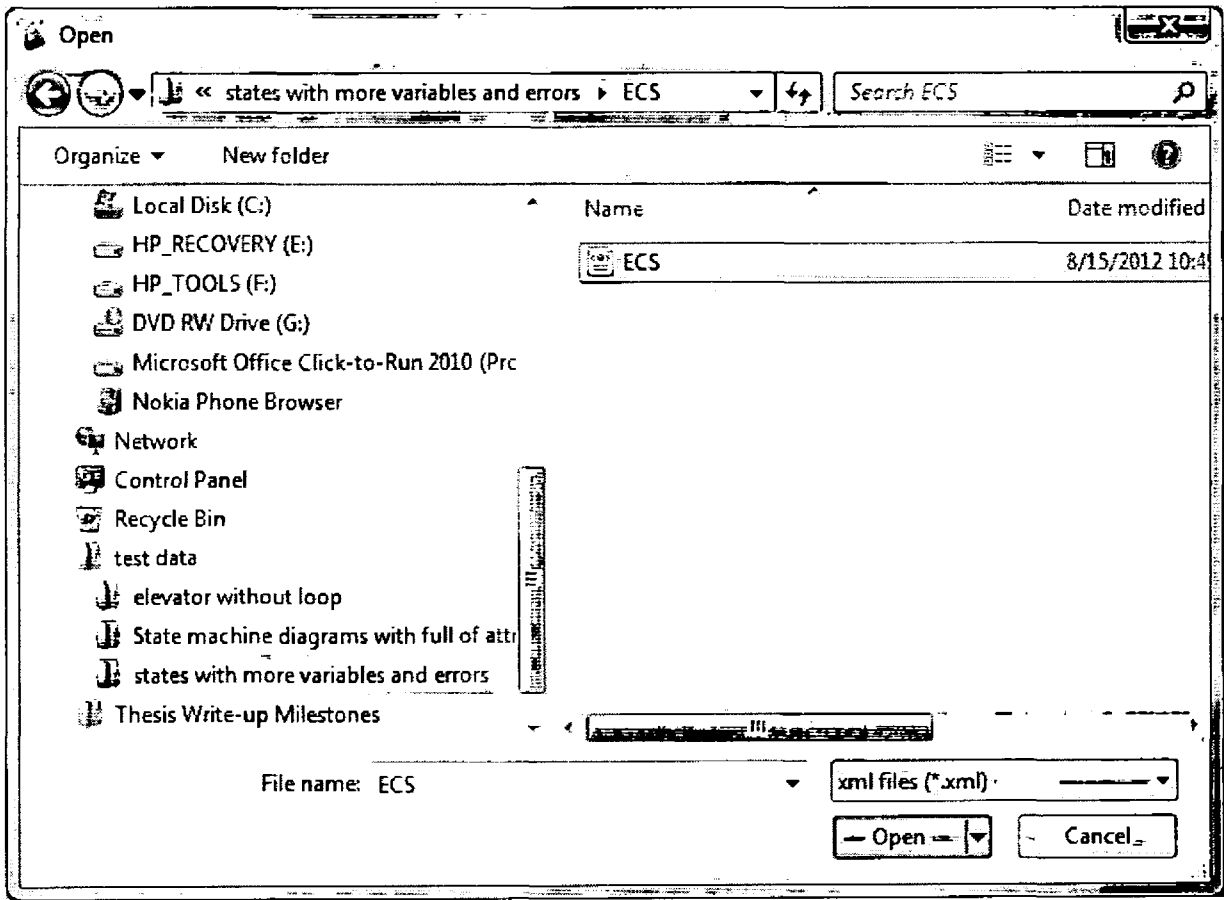 Open
« states with more variables and errors ▸ ECS
Search ECS
Organize
New folder
Name
Date modified
Local Disk (C:)
HP_RECOVERY (E:)
HP_TOOLS (F:)
DVD RW Drive (G:)
Microsoft Office Click-to-Run 2010 (Prc
Nokia Phone Browser
Network
Control Panel
Recycle Bin
test data
elevator without loop
State machine diagrams with full of attr
states with more variables and errors
Thesis Write-up Milestones
ECS
8/15/2012 10:4
File name: ECS
xml files (*.xml)
Open
Cancel